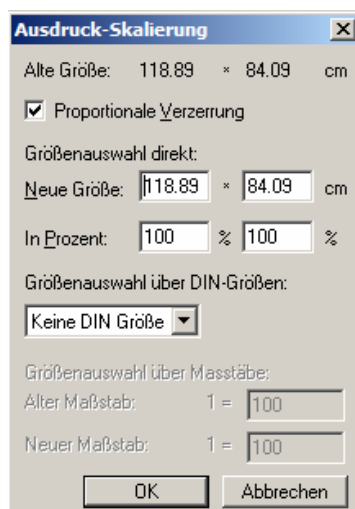 Ausdruck-Skalierung
Alte Größe: 118.89 × 84.09 cm
Proportionale Verzerrung
Größenauswahl direkt:
Neue Größe: 118.89 × 84.09 cm
In Prozent: 100 % 100 %
Größenauswahl über DIN-Größen:
Keine DIN Größe
Größenauswahl über Masstäbe:
Alter Maßstab: 1 = 100
Neuer Maßstab: 1 = 100
OK Abbrechen